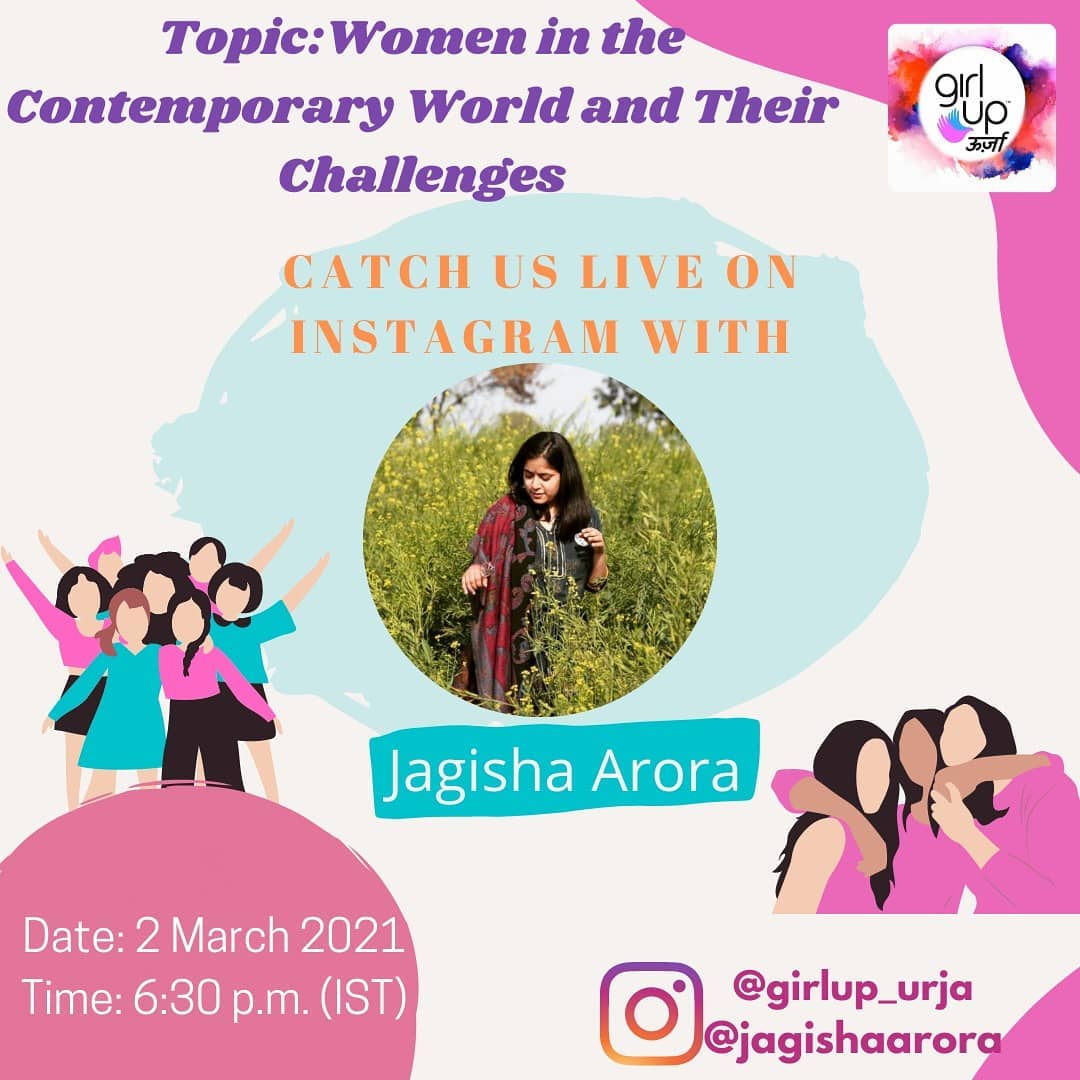 Topic:Women in the
Contemporary World and Their
Challenges
girl
up™
ऊर्जा
CATCH US LIVE ON
INSTAGRAM WITH
Jagisha Arora
Date: 2 March 2021
Time: 6:30 p.m. (IST)
@girlup_urja
@jagishaarora